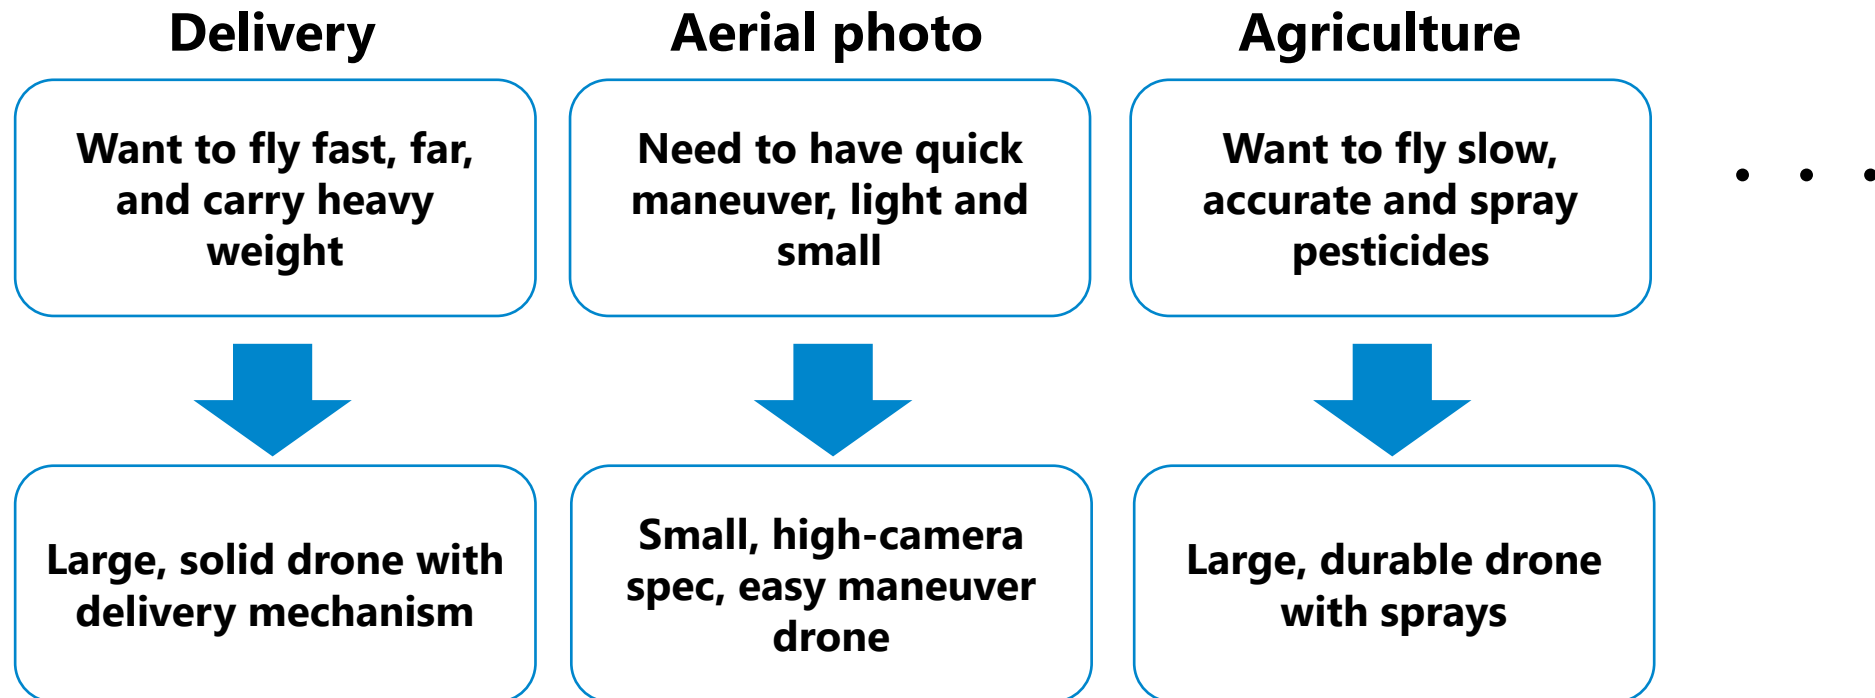 Delivery
Want to fly fast, far,
and carry heavy
weight
Large, solid drone with
delivery mechanism
Aerial photo
Need to have quick
maneuver, light and
small
Small, high-camera
spec, easy maneuver
drone
Agriculture
Want to fly slow,
accurate and spray
pesticides
Large, durable drone
with sprays
・・・